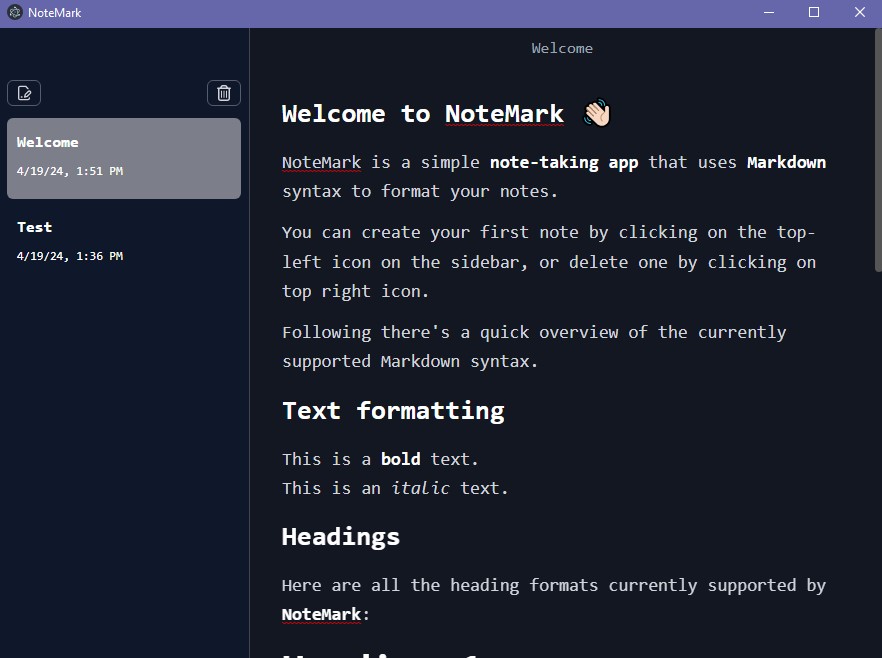 NoteMark
Welcome
4/19/24, 1:51 PM
Test
4/19/24, 1:36 PM
Welcome
Welcome to NoteMark 👋🏻
NoteMark is a simple note-taking app that uses Markdown
syntax to format your notes.
You can create your first note by clicking on the top-
left icon on the sidebar, or delete one by clicking on
top right icon.
Following there's a quick overview of the currently
supported Markdown syntax.
Text formatting
This is a bold text.
This is an italic text.
Headings
Here are all the heading formats currently supported by
NoteMark: